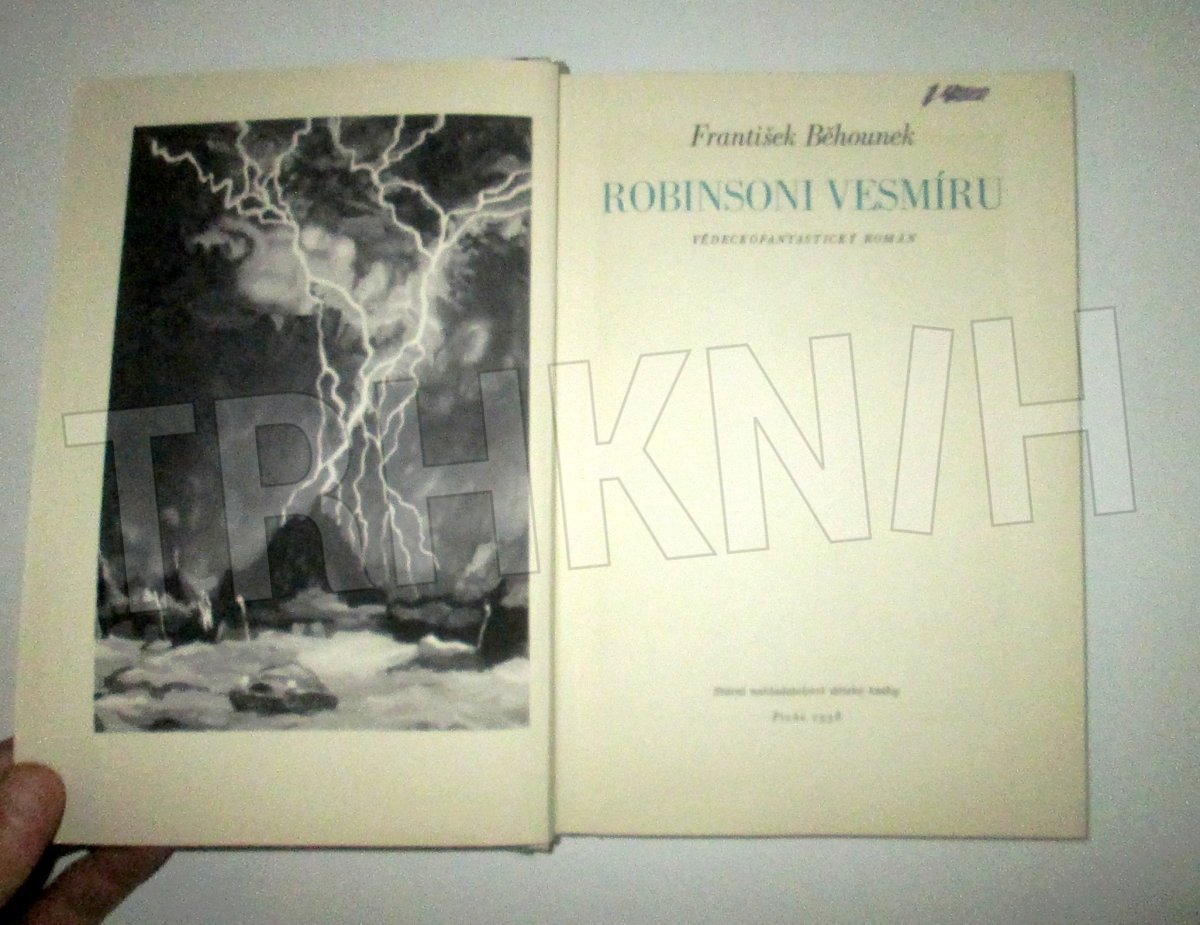 František Běhounek
ROBINSONI VESMÍRU
VĚDECKOFANTASTICKÝ ROMÁN
TRHKNIH
Státní nakladatelství dětské knihy
Praha 1958